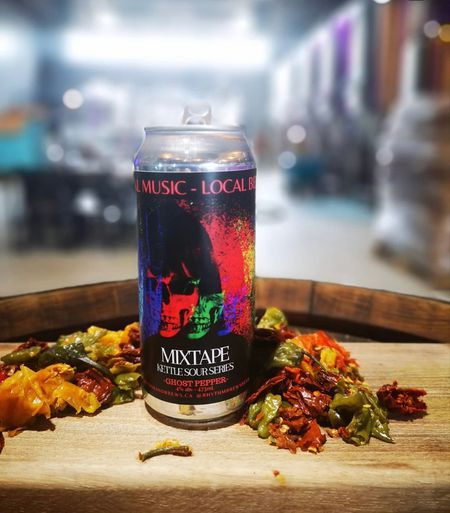 MUSIC - LOCAL
MIXTAPE
KETTLE SOUR SERIES
-GHOST PEPPER-
473ml